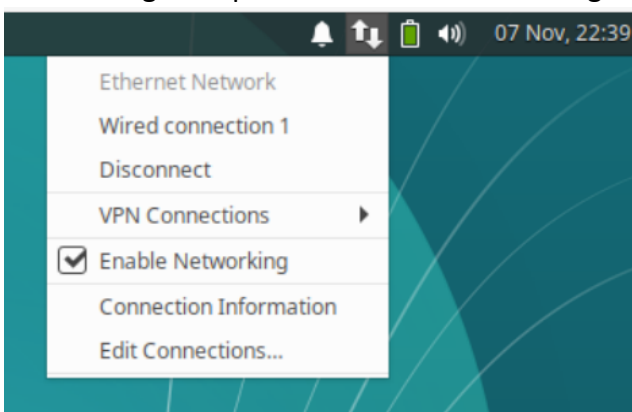 07 Nov, 22:39
Ethernet Network
Wired connection 1
Disconnect
VPN Connections
Enable Networking
Connection Information
Edit Connections...